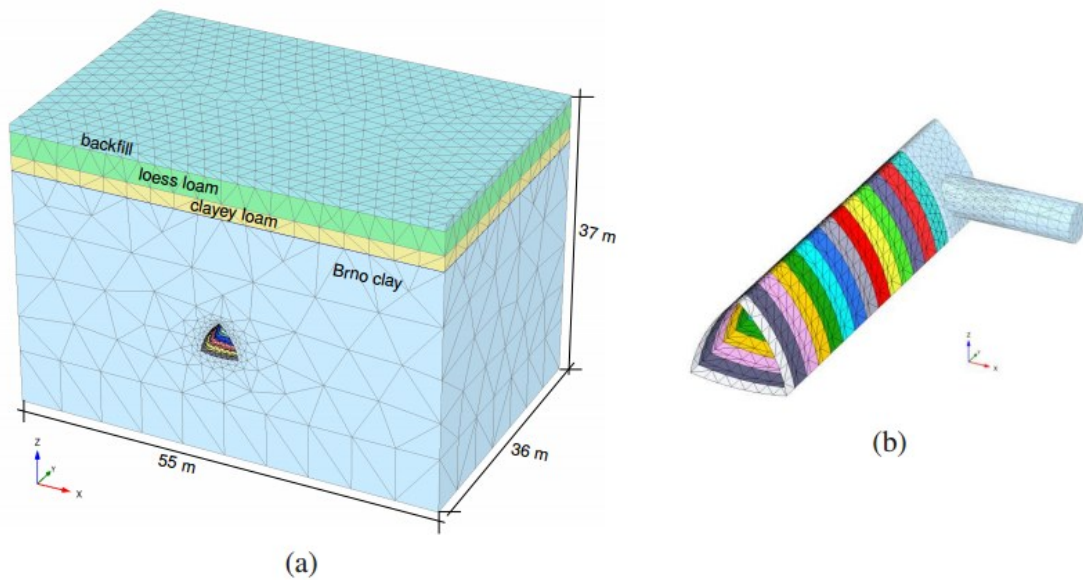 backfill
loess loam
clayey loam
Brno clay
37 m
36 m
55 m
Z
Y
X
(a)
Z
Y
X
(b)